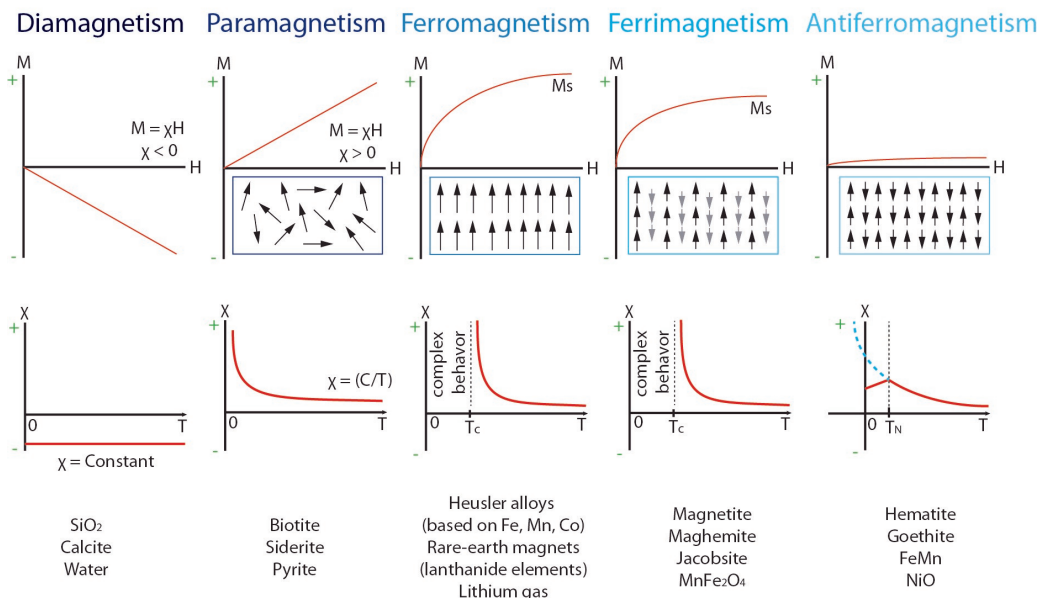 Diamagnetism
Paramagnetism
Ferromagnetism
Ferrimagnetism
Antiferromagnetism
M
+
M = χH
χ < 0
H
-
M
+
M = χH
χ > 0
H
-
M
+
Ms
H
-
M
+
Ms
H
-
M
+
H
-
χ
+
0
T
-
χ = Constant
χ
+
χ = (C/T)
0
T
-
χ
+
complex
behavor
0
Tc
T
-
χ
+
complex
behavor
0
Tc
T
-
χ
+
0
TN
T
-
SiO₂
Calcite
Water
Biotite
Siderite
Pyrite
Heusler alloys
(based on Fe, Mn, Co)
Rare-earth magnets
(lanthanide elements)
Lithium gas
Magnetite
Maghemite
Jacobsite
MnFe₂O₄
Hematite
Goethite
FeMn
NiO